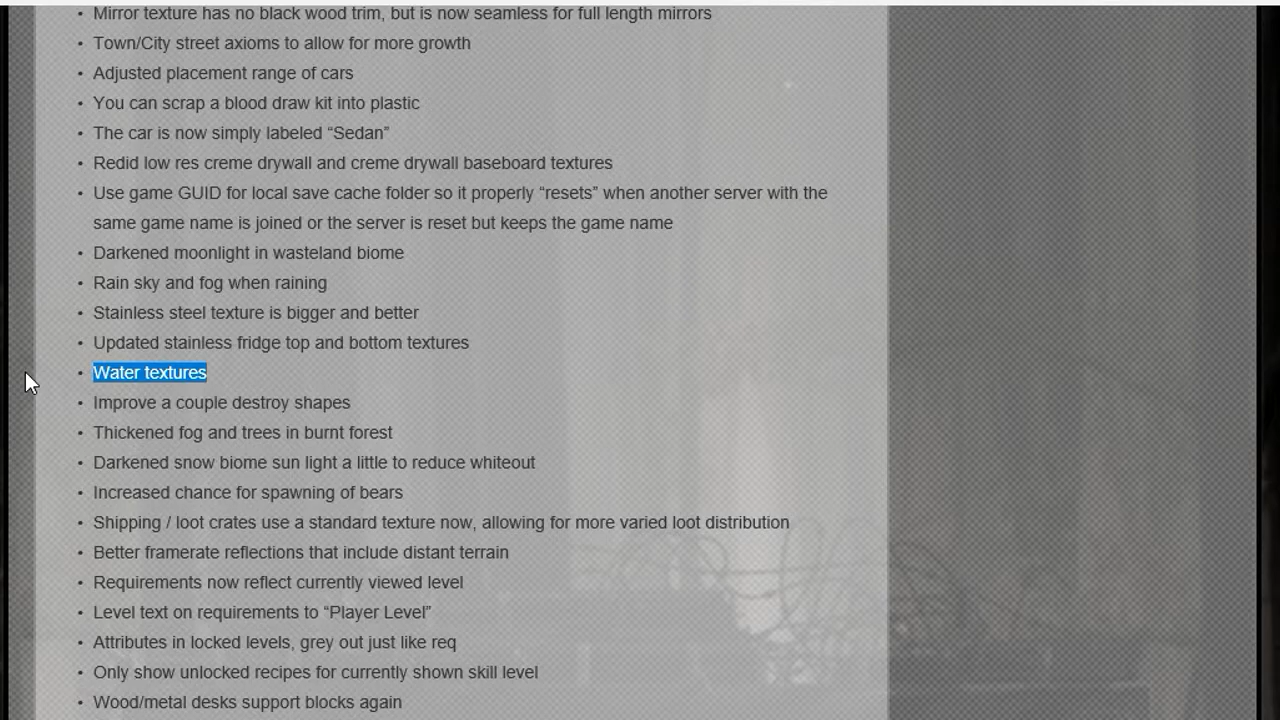 • Mirror texture has no black wood trim, but is now seamless for full length mirrors
• Town/City street axioms to allow for more growth
• Adjusted placement range of cars
• You can scrap a blood draw kit into plastic
• The car is now simply labeled “Sedan”
• Redid low res creme drywall and creme drywall baseboard textures
• Use game GUID for local save cache folder so it properly “resets” when another server with the
same game name is joined or the server is reset but keeps the game name
• Darkened moonlight in wasteland biome
• Rain sky and fog when raining
• Stainless steel texture is bigger and better
• Updated stainless fridge top and bottom textures
• Water textures
• Improve a couple destroy shapes
• Thickened fog and trees in burnt forest
• Darkened snow biome sun light a little to reduce whiteout
• Increased chance for spawning of bears
• Shipping / loot crates use a standard texture now, allowing for more varied loot distribution
• Better framerate reflections that include distant terrain
• Requirements now reflect currently viewed level
• Level text on requirements to “Player Level”
• Attributes in locked levels, grey out just like req
• Only show unlocked recipes for currently shown skill level
• Wood/metal desks support blocks again